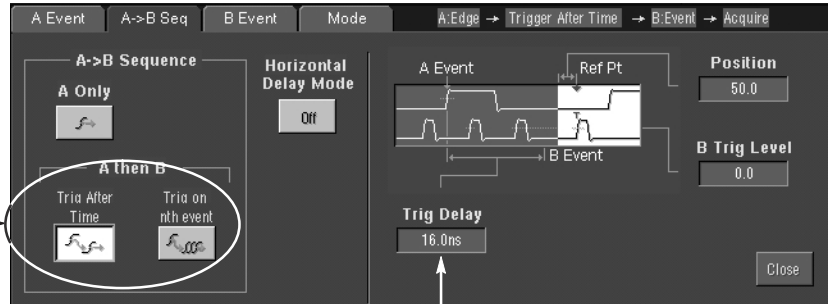 A Event
A->B Seq
B Event
Mode
A:Edge → Trigger After Time → B:Event → Acquire
A->B Sequence
A Only
A then B
Trig After
Time
Trig on
nth event
Horizontal
Delay Mode
Off
A Event
Ref Pt
T
B Event
Trig Delay
16.0ns
Position
50.0
B Trig Level
0.0
Close